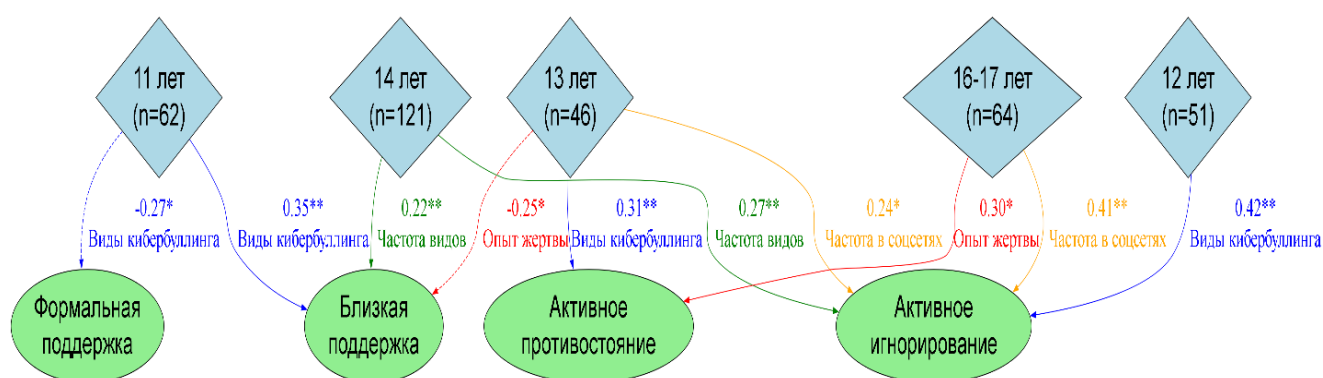 11 лет
(n=62)
14 лет
(n=121)
13 лет
(n=46)
16-17 лет
(n=64)
12 лет
(n=51)
-0.27*
Виды кибербуллинга
0.35**
Виды кибербуллинга
0.22**
Частота видов
-0.25*
Опыт жертвы
0.31**
Виды кибербуллинга
0.27**
Частота видов
0.24*
Частота в соцсетях
0.30*
Опыт жертвы
0.41**
Частота в соцсетях
0.42**
Виды кибербуллинга
Формальная
поддержка
Близкая
поддержка
Активное
противостояние
Активное
игнорирование